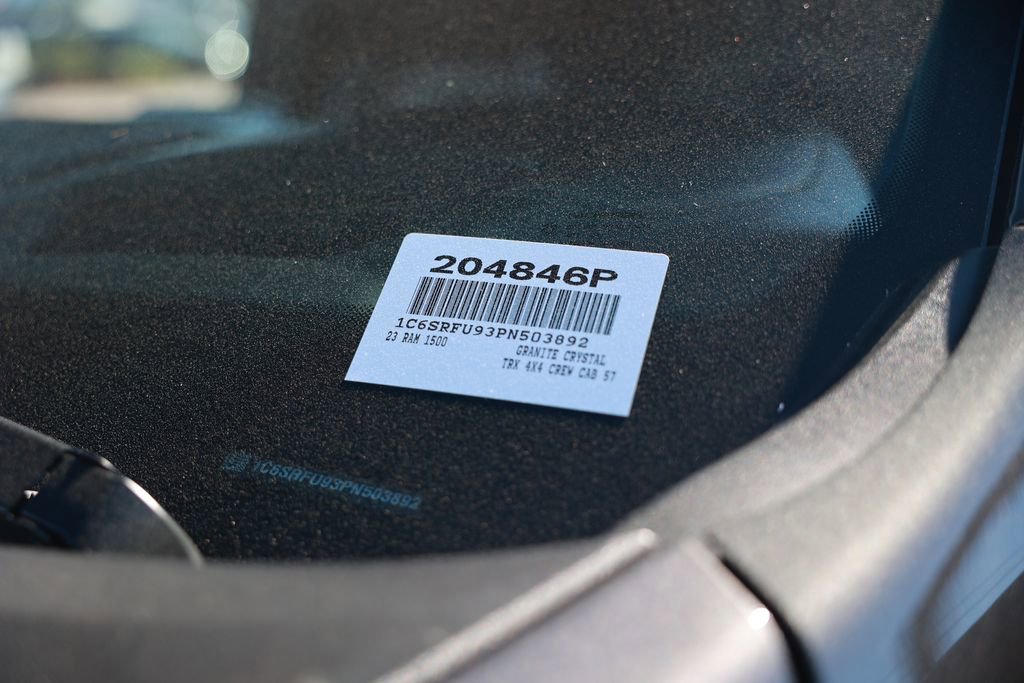 204846P
1C6SRFU93PN503892
23 RAM 1500
GRANITE CRYSTAL
TRX 4X4 CREW CAB 57
1C6SRFU93PN503892